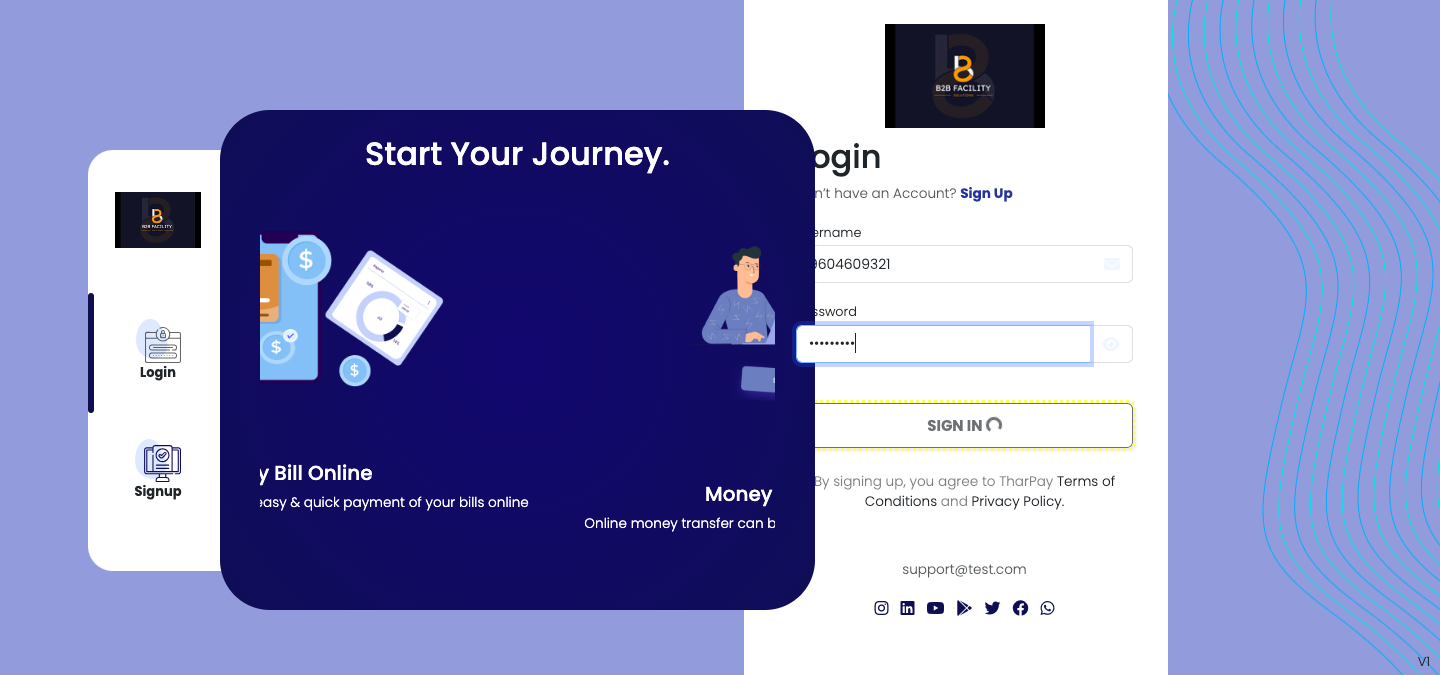 B2B FACILITY
SOLUTIONS
Start Your Journey.
ogin
n't have an Account? Sign Up
B2B FACILITY
ername
9604609321
ssword
SIGN IN
Login
y Bill Online
easy & quick payment of your bills online
Money
Online money transfer can b
Signup
By signing up, you agree to TharPay Terms of
Conditions and Privacy Policy.
support@test.com
V1